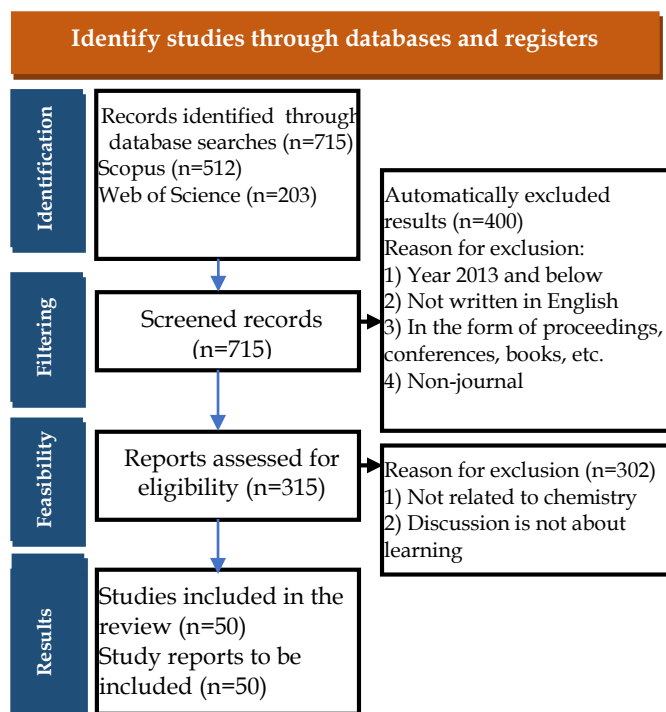 Identify studies through databases and registers
Identification
Records identified through
database searches (n=715)
Scopus (n=512)
Web of Science (n=203)
Automatically excluded
results (n=400)
Reason for exclusion:
1) Year 2013 and below
2) Not written in English
3) In the form of proceedings,
conferences, books, etc.
4) Non-journal
Filtering
Screened records
(n=715)
Feasibility
Reports assessed for
eligibility (n=315)
Reason for exclusion (n=302)
1) Not related to chemistry
2) Discussion is not about
learning
Results
Studies included in the
review (n=50)
Study reports to be
included (n=50)